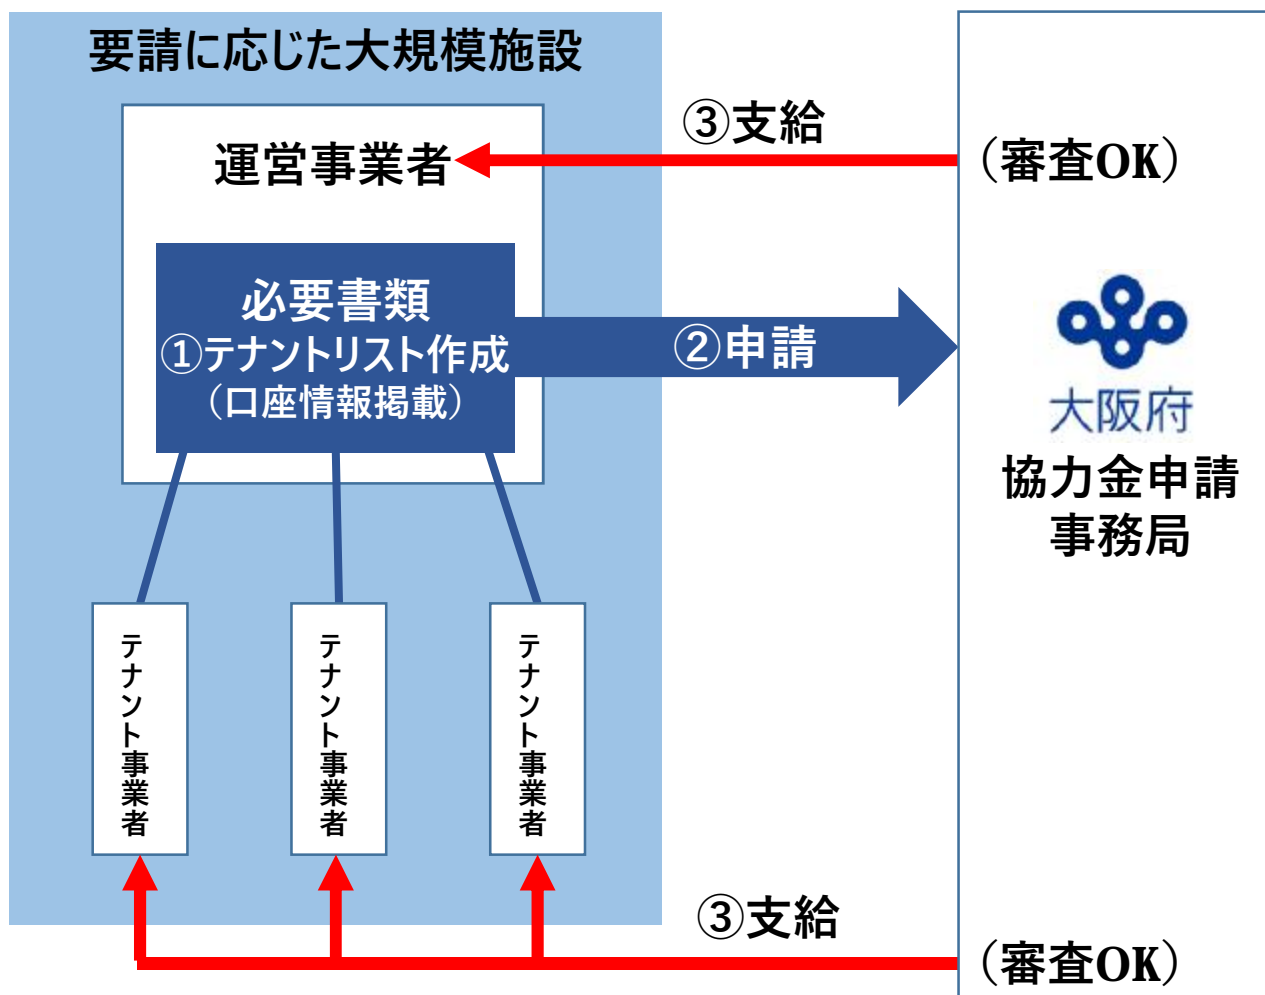 要請に応じた大規模施設
運営事業者
必要書類
①テナントリスト作成
（口座情報掲載）
テナント事業者
テナント事業者
テナント事業者
③支給
②申請
③支給
（審査OK）
大阪府
協力金申請
事務局
（審査OK）